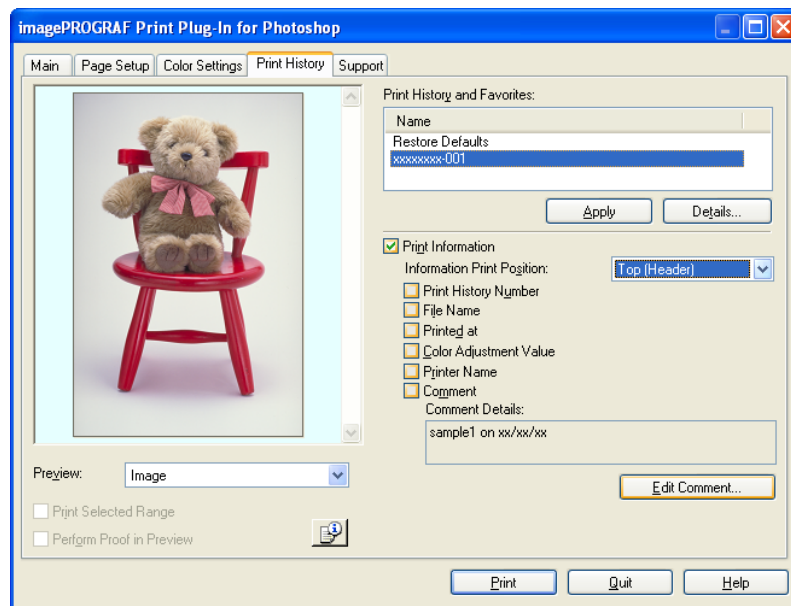 imagePROGRAF Print Plug-In for Photoshop
Main Page Setup Color Settings Print History Support
Print History and Favorites:
Name
Restore Defaults
xxxxxxxx-001
Apply Details...
Print Information
Information Print Position: Top (Header)
Print History Number
File Name
Printed at
Color Adjustment Value
Printer Name
Comment
Comment Details:
sample1 on xx/xx/xx
Preview: Image
Edit Comment...
Print Selected Range
Perform Proof in Preview
Print Quit Help